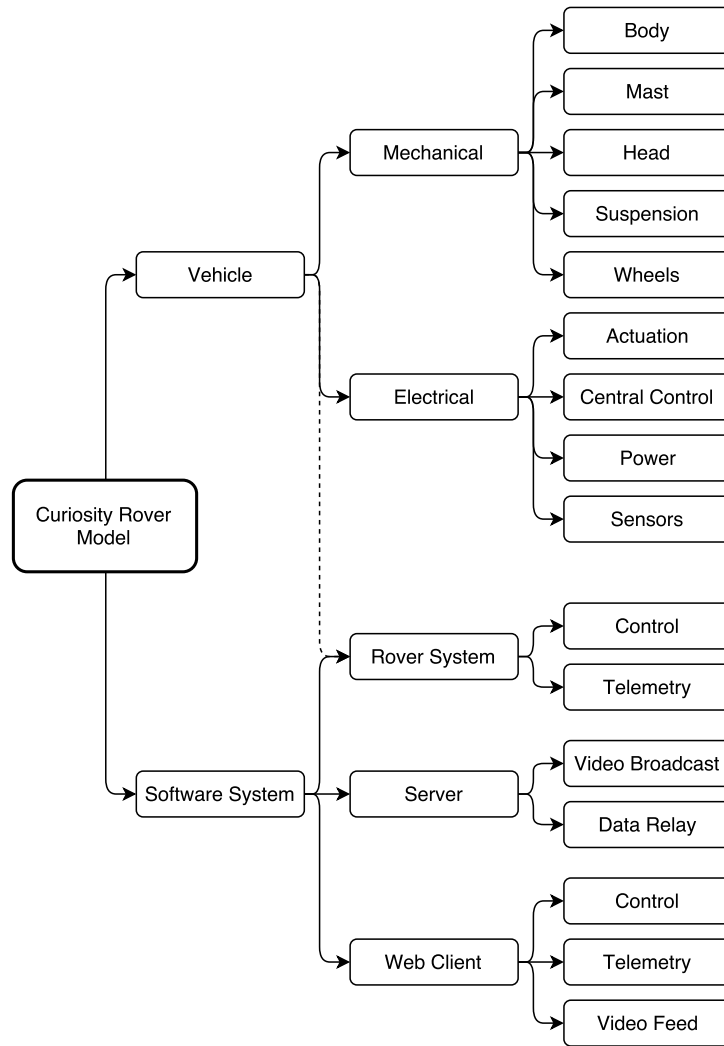 Body
Mast
Mechanical
Head
Suspension
Vehicle
Wheels
Actuation
Electrical
Central Control
Power
Curiosity Rover
Model
Sensors
Control
Rover System
Telemetry
Video Broadcast
Software System
Server
Data Relay
Control
Web Client
Telemetry
Video Feed